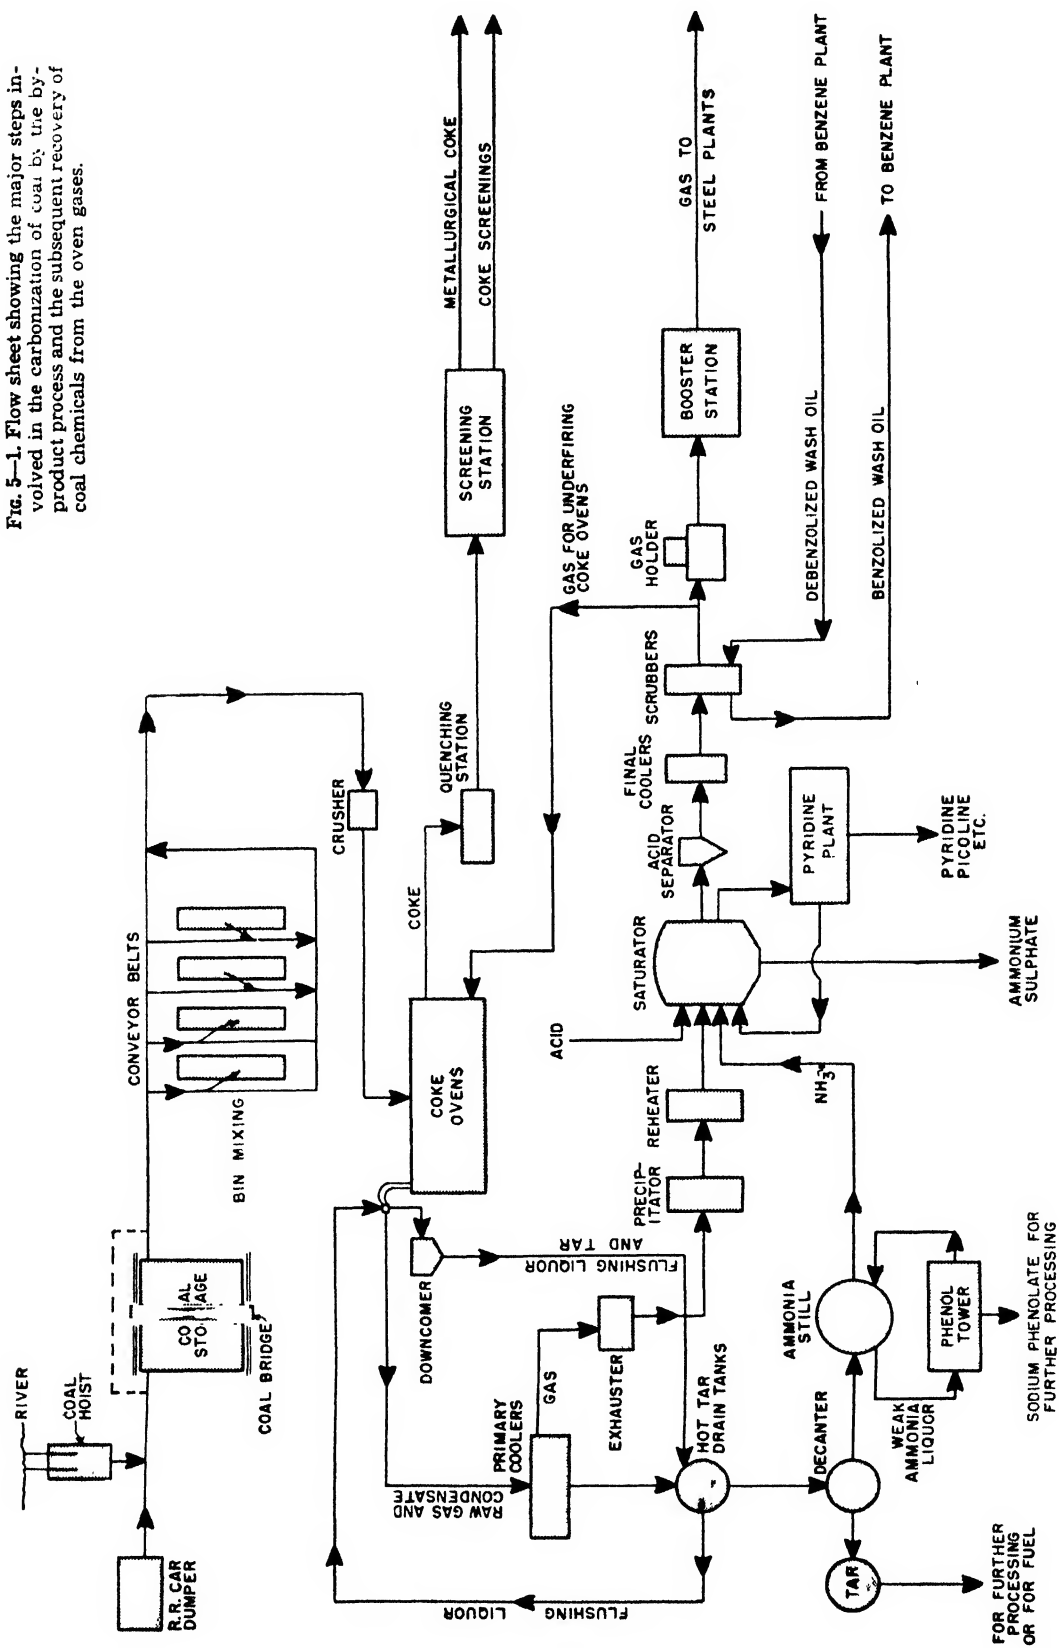 FIG. 5—1. Flow sheet showing the major steps in-
volved in the carbonization of coal by the by-
product process and the subsequent recovery of
coal chemicals from the oven gases.
RIVER
COAL
HOIST
R.R. CAR
DUMPER
COAL
STORAGE
COAL BRIDGE
CONVEYOR BELTS
BIN MIXING
CRUSHER
COKE
OVENS
COKE
QUENCHING
STATION
SCREENING
STATION
METALLURGICAL COKE
COKE SCREENINGS
GAS FOR UNDERFIRING
COKE OVENS
DOWNCOMER
FLUSHING LIQUOR
AND TAR
RAW GAS AND
CONDENSATE
FLUSHING
LIQUOR
PRIMARY
COOLERS
GAS
EXHAUSTER
HOT TAR
DRAIN TANKS
PRECIP-
ITATOR
REHEATER
ACID
SATURATOR
ACID
SEPARATOR
FINAL
COOLERS
SCRUBBERS
GAS
HOLDER
BOOSTER
STATION
GAS TO
STEEL PLANTS
DEBENZOLIZED WASH OIL
FROM BENZENE PLANT
BENZOLIZED WASH OIL
TO BENZENE PLANT
PYRIDINE
PLANT
PYRIDINE
PICOLINE
ETC.
AMMONIUM
SULPHATE
NH3
AMMONIA
STILL
DECANTER
WEAK
AMMONIA
LIQUOR
PHENOL
TOWER
SODIUM PHENOLATE FOR
FURTHER PROCESSING
TAR
FOR FURTHER
PROCESSING
OR FOR FUEL